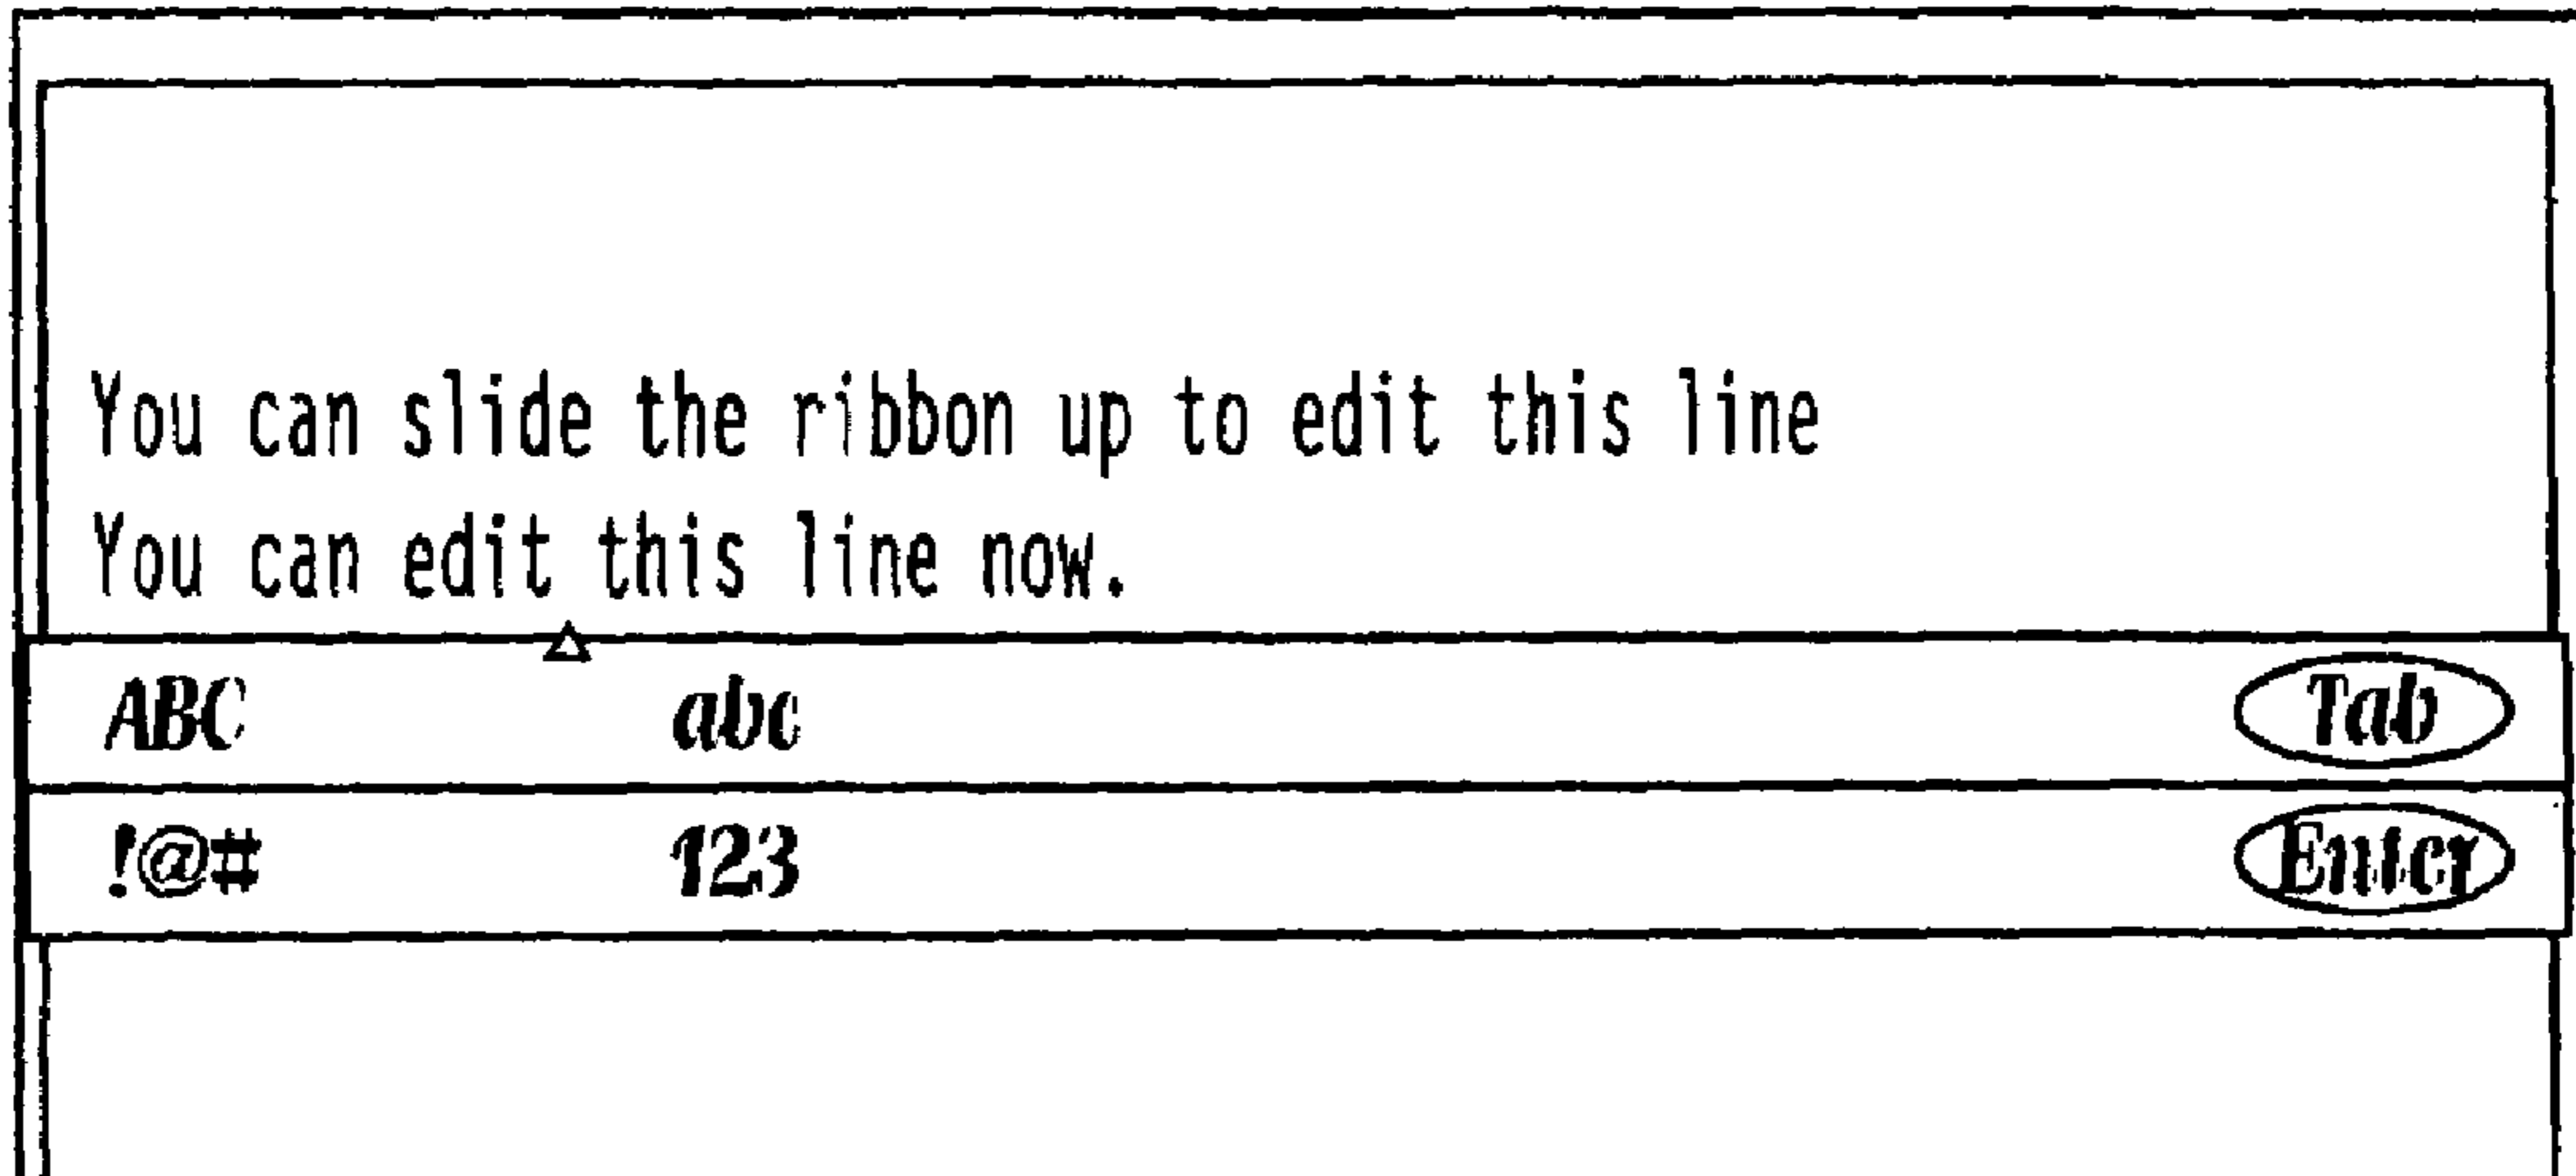 You can slide the ribbon up to edit this line
You can edit this line now.
ABC abc Tab
!@# 123 Enter